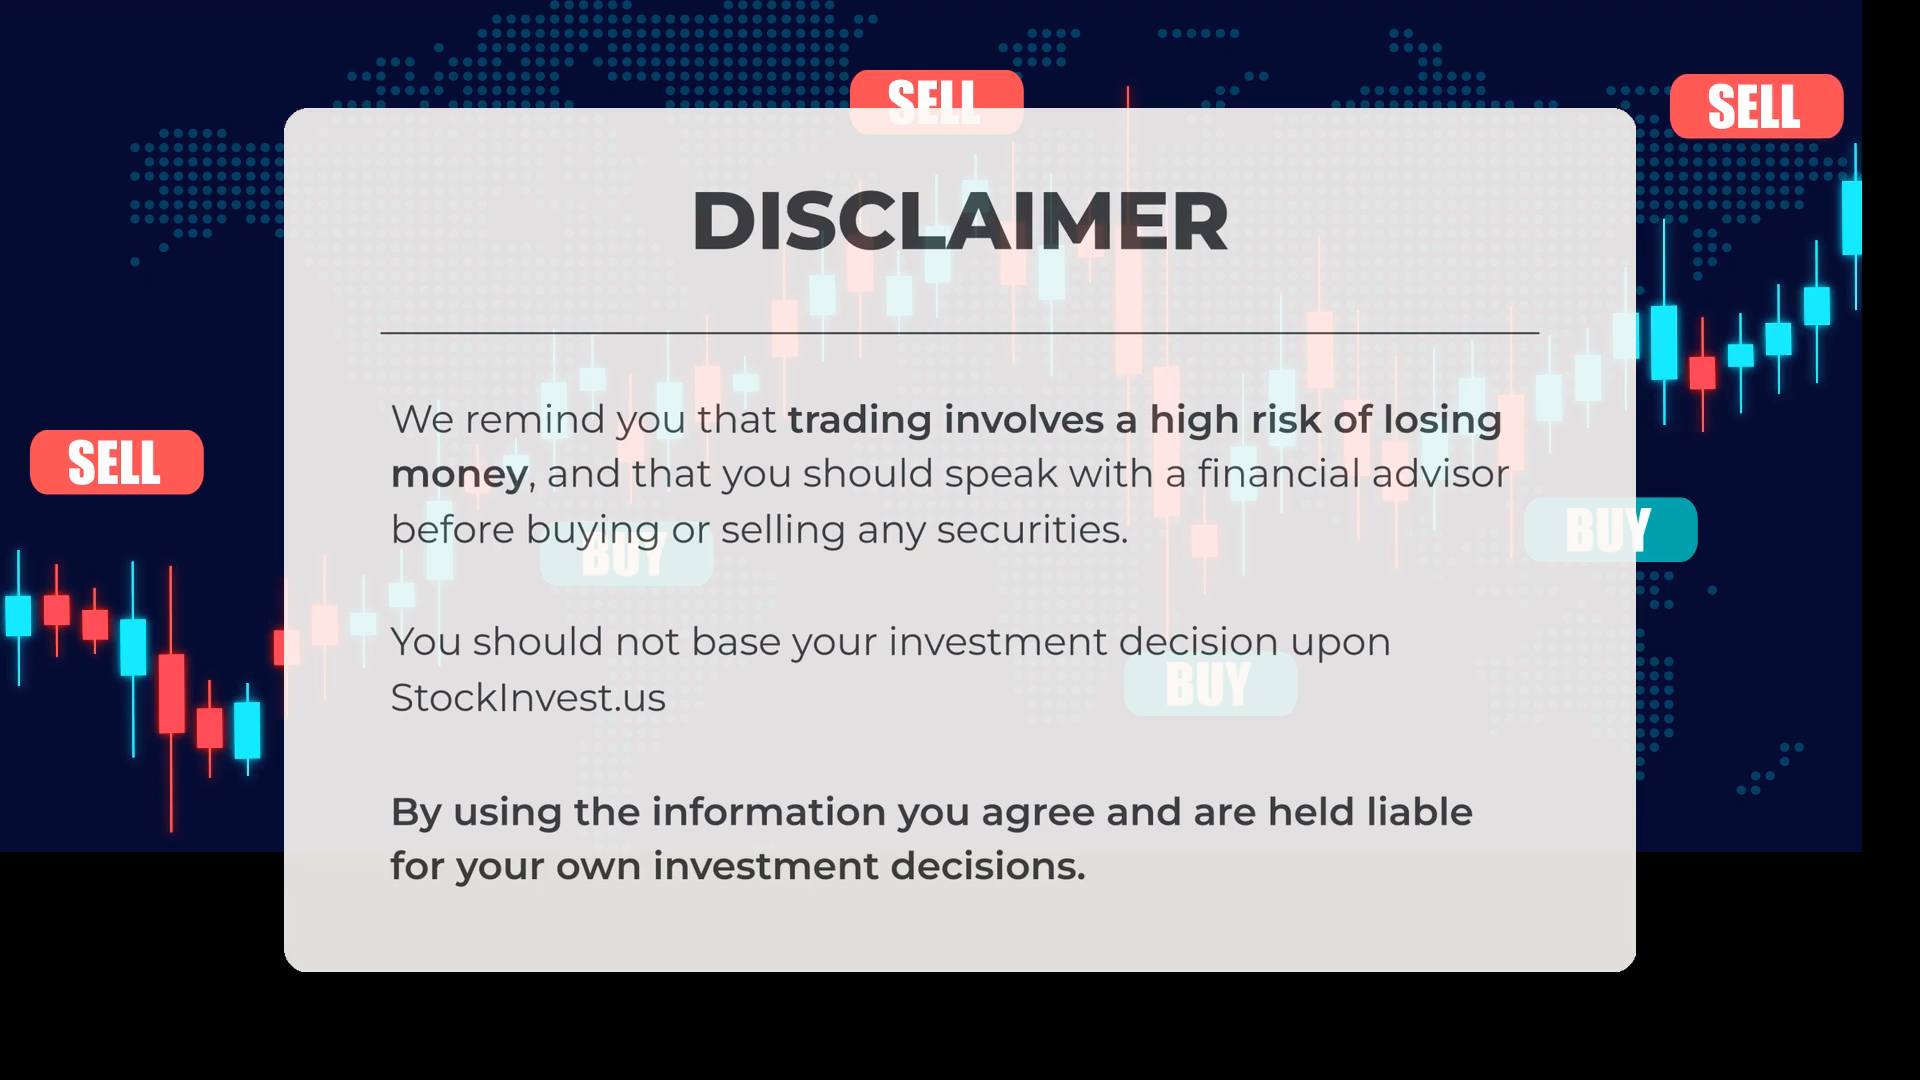 SELL
SELL
DISCLAIMER
We remind you that trading involves a high risk of losing
money, and that you should speak with a financial advisor
before buying or selling any securities.
SELL
BUY
BUY
You should not base your investment decision upon
StockInvest.us
BUY
By using the information you agree and are held liable
for your own investment decisions.